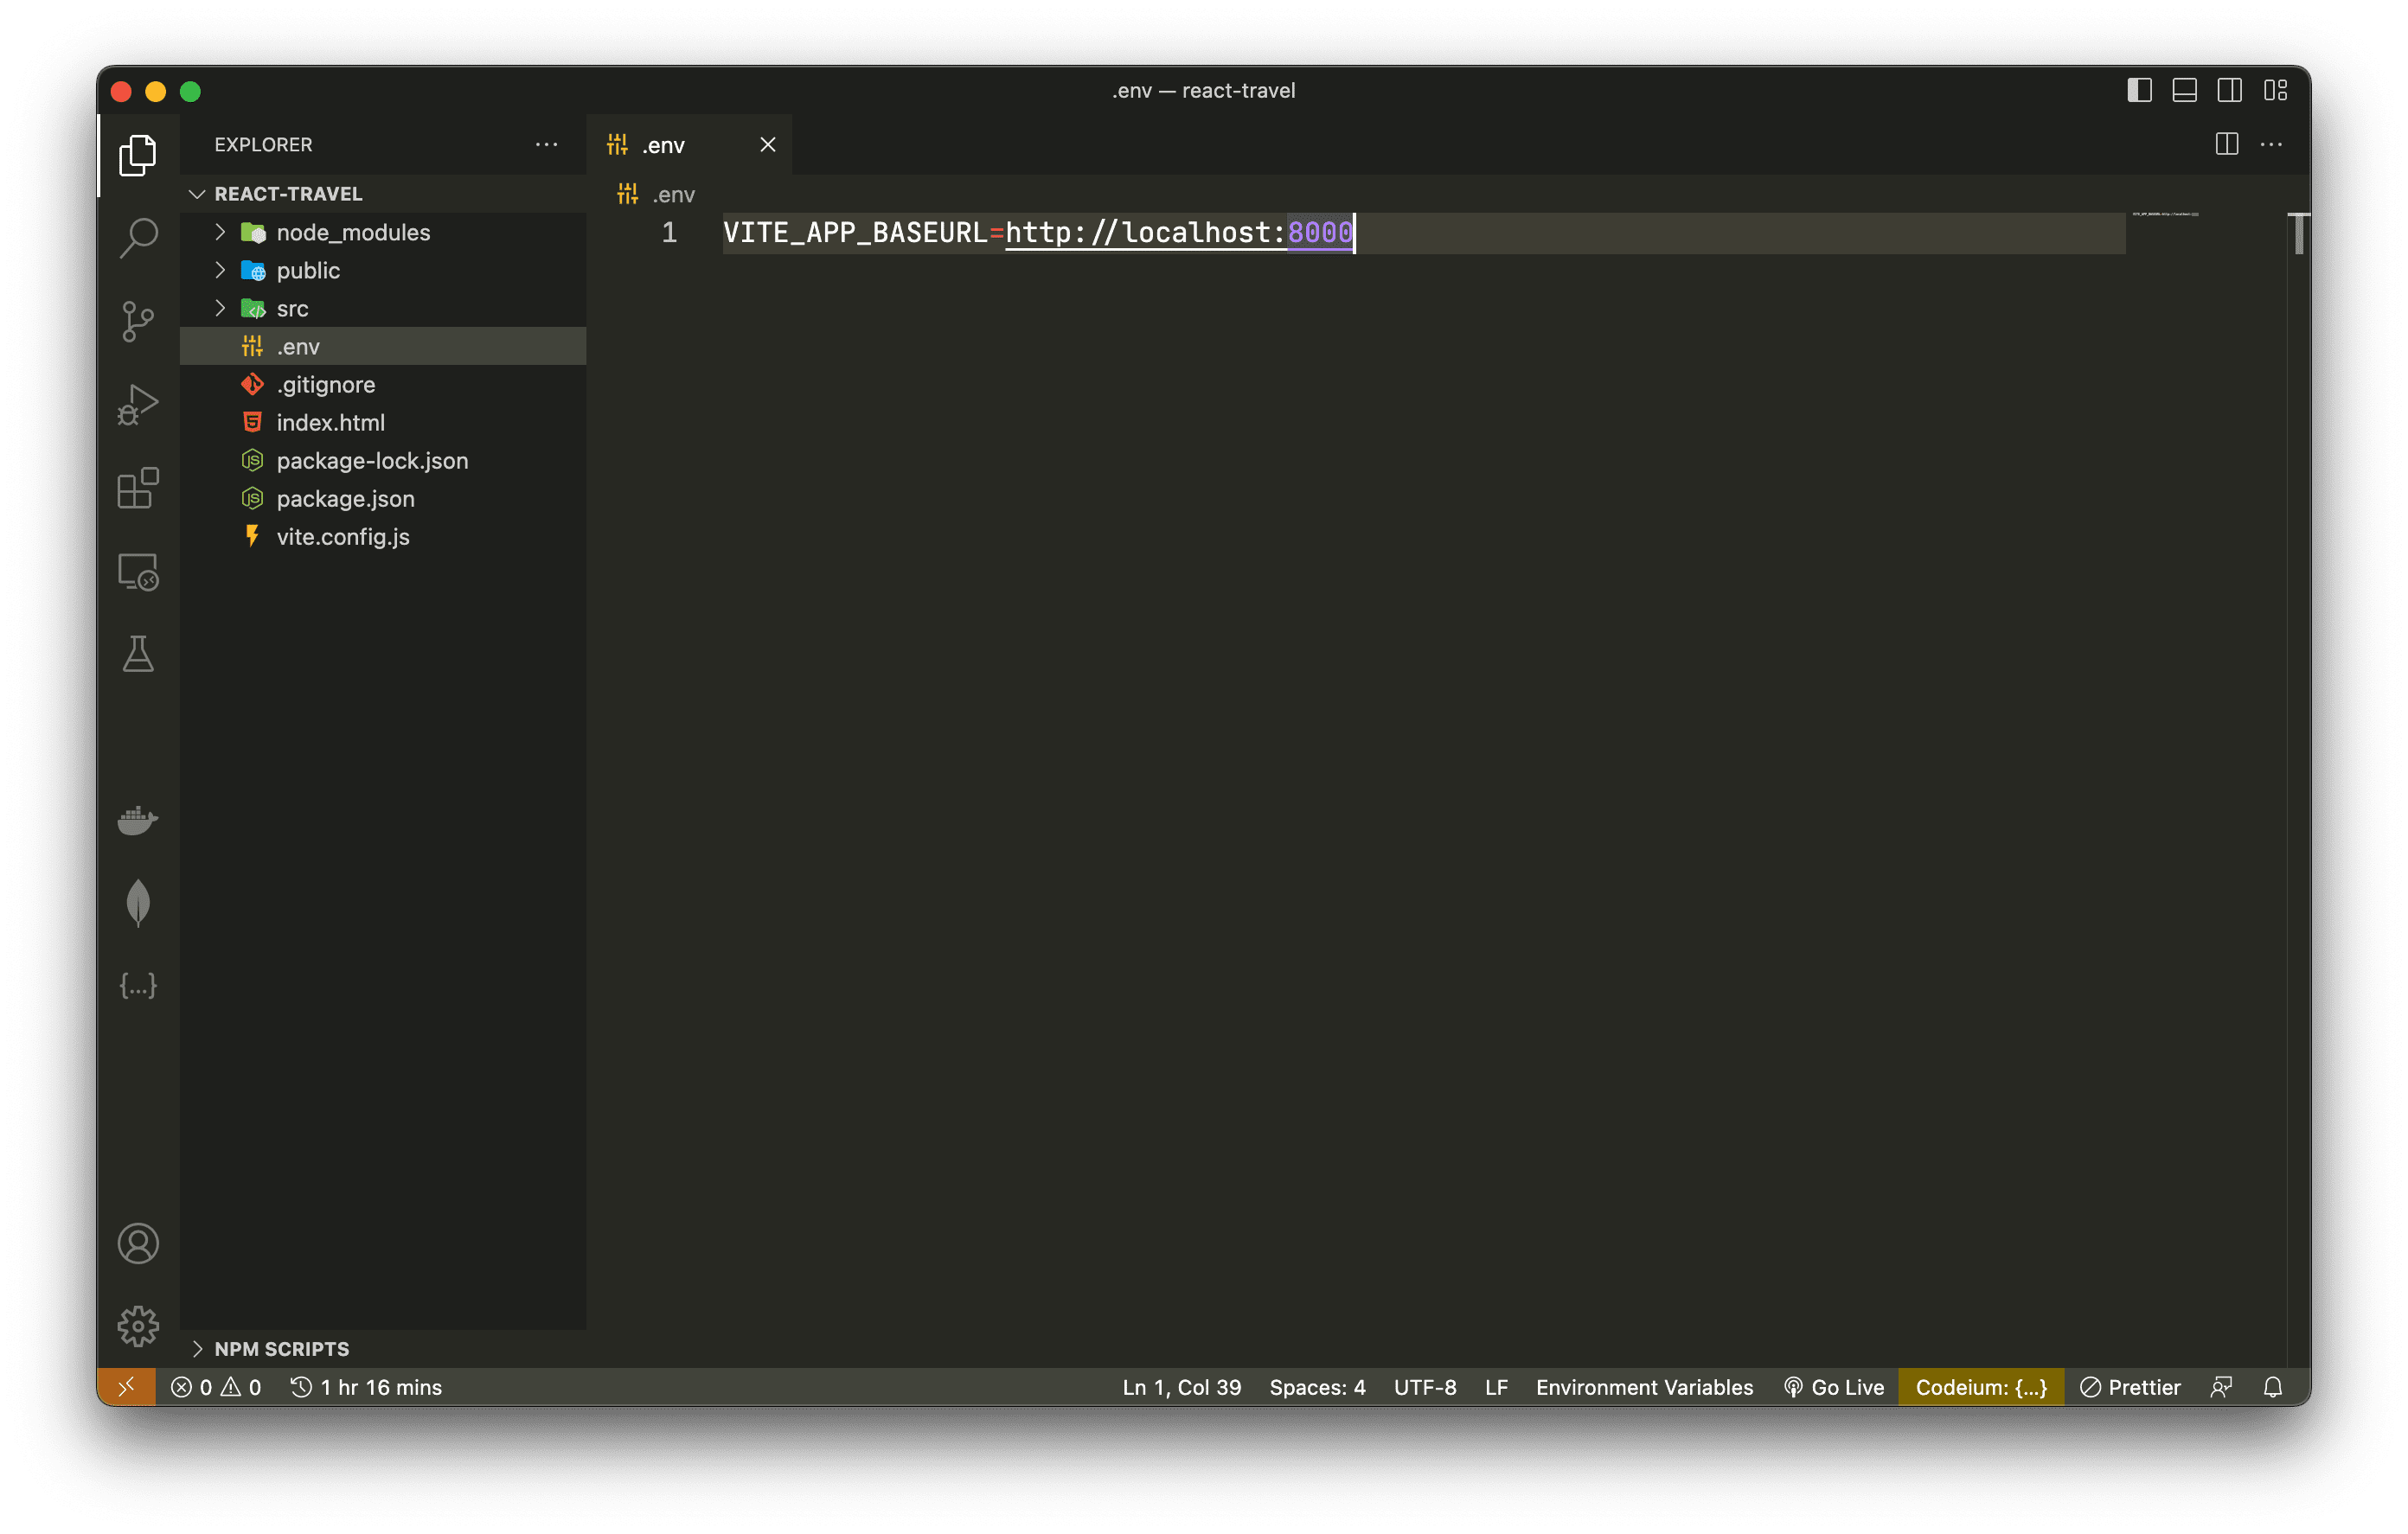 .env — react-travel
EXPLORER
.env
REACT-TRAVEL
.env
node_modules
public
src
.env
.gitignore
index.html
package-lock.json
package.json
vite.config.js
1 VITE_APP_BASEURL=http://localhost:8000
NPM SCRIPTS
0 0 1 hr 16 mins Ln 1, Col 39 Spaces: 4 UTF-8 LF Environment Variables Go Live Codeium: {...} Prettier